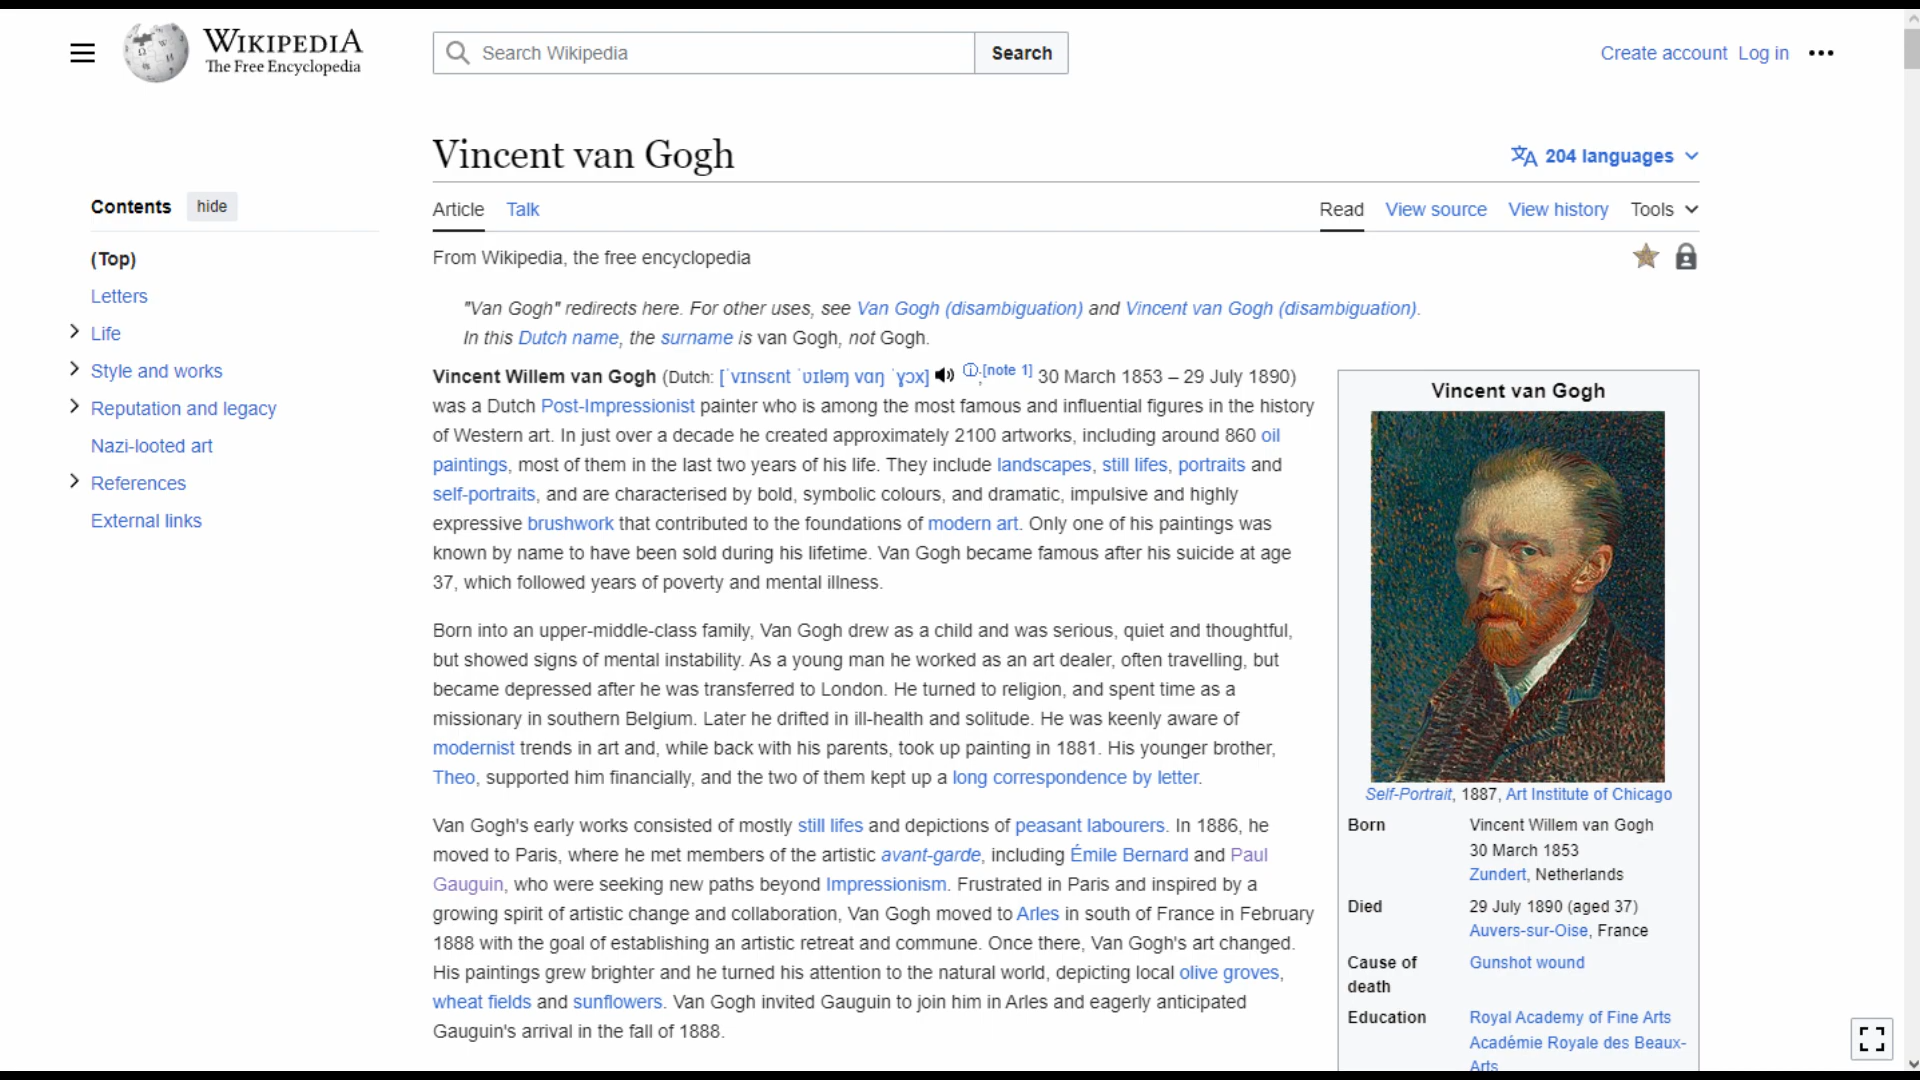 WIKIPEDIA
The Free Encyclopedia
Search Wikipedia
Search
Create account Log in
Vincent van Gogh
204 languages
Contents hide
Article Talk
Read View source View history Tools
(Top)
From Wikipedia, the free encyclopedia
Letters
Life
Style and works
Reputation and legacy
Nazi-looted art
References
External links
"Van Gogh" redirects here. For other uses, see Van Gogh (disambiguation) and Vincent van Gogh (disambiguation).
In this Dutch name, the surname is van Gogh, not Gogh.
Vincent Willem van Gogh (Dutch: [ˈvɪnsɛnt ˈʋɪləɱ vɑŋ ˈɣɔx] ⓘ;[note 1] 30 March 1853 – 29 July 1890)
was a Dutch Post-Impressionist painter who is among the most famous and influential figures in the history
of Western art. In just over a decade he created approximately 2100 artworks, including around 860 oil
paintings, most of them in the last two years of his life. They include landscapes, still lifes, portraits and
self-portraits, and are characterised by bold, symbolic colours, and dramatic, impulsive and highly
expressive brushwork that contributed to the foundations of modern art. Only one of his paintings was
known by name to have been sold during his lifetime. Van Gogh became famous after his suicide at age
37, which followed years of poverty and mental illness.
Born into an upper-middle-class family, Van Gogh drew as a child and was serious, quiet and thoughtful,
but showed signs of mental instability. As a young man he worked as an art dealer, often travelling, but
became depressed after he was transferred to London. He turned to religion, and spent time as a
missionary in southern Belgium. Later he drifted in ill-health and solitude. He was keenly aware of
modernist trends in art and, while back with his parents, took up painting in 1881. His younger brother,
Theo, supported him financially, and the two of them kept up a long correspondence by letter.
Van Gogh's early works consisted of mostly still lifes and depictions of peasant labourers. In 1886, he
moved to Paris, where he met members of the artistic avant-garde, including Émile Bernard and Paul
Gauguin, who were seeking new paths beyond Impressionism. Frustrated in Paris and inspired by a
growing spirit of artistic change and collaboration, Van Gogh moved to Arles in south of France in February
1888 with the goal of establishing an artistic retreat and commune. Once there, Van Gogh's art changed.
His paintings grew brighter and he turned his attention to the natural world, depicting local olive groves,
wheat fields and sunflowers. Van Gogh invited Gauguin to join him in Arles and eagerly anticipated
Gauguin's arrival in the fall of 1888.
Vincent van Gogh
Self-Portrait, 1887, Art Institute of Chicago
Born Vincent Willem van Gogh
30 March 1853
Zundert, Netherlands
Died 29 July 1890 (aged 37)
Auvers-sur-Oise, France
Cause of Gunshot wound
death
Education Royal Academy of Fine Arts
Académie Royale des Beaux-
Arts